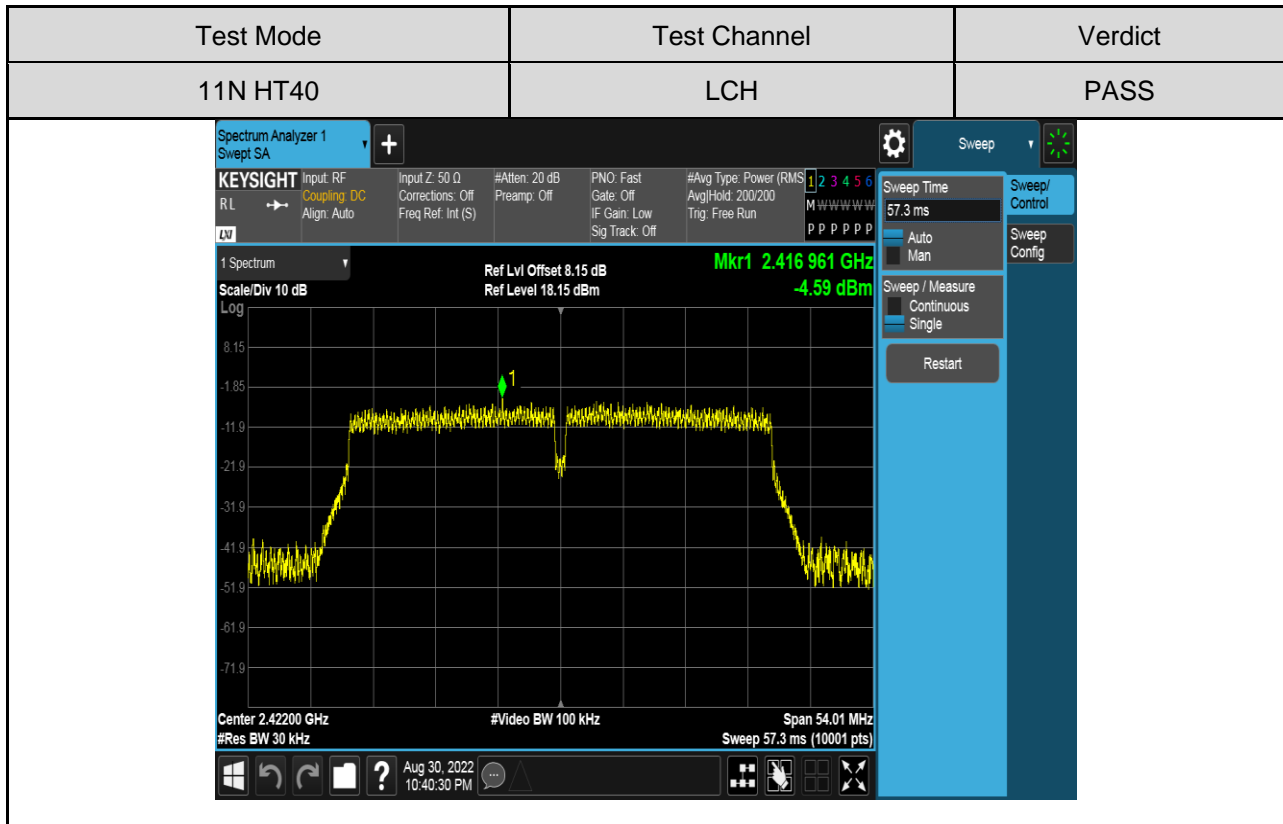 Test Mode Test Channel Verdict
11N HT40 LCH PASS
Spectrum Analyzer 1
Swept SA
+
Sweep
KEYSIGHT
RL
LXI
Input: RF
Coupling: DC
Align: Auto
Input Z: 50 Ω
Corrections: Off
Freq Ref: Int (S)
#Atten: 20 dB
Preamp: Off
PNO: Fast
Gate: Off
IF Gain: Low
Sig Track: Off
#Avg Type: Power (RMS
Avg|Hold: 200/200
Trig: Free Run
1 2 3 4 5 6
M W W W W W
P P P P P P
Sweep Time
57.3 ms
Auto
Man
Sweep / Measure
Continuous
Single
Restart
Sweep/
Control
Sweep
Config
1 Spectrum
Scale/Div 10 dB
Ref Lvl Offset 8.15 dB
Ref Level 18.15 dBm
Mkr1 2.416 961 GHz
-4.59 dBm
Log
8.15
-1.85
-11.9
-21.9
-31.9
-41.9
-51.9
-61.9
-71.9
1
Center 2.42200 GHz
#Res BW 30 kHz
#Video BW 100 kHz
Span 54.01 MHz
Sweep 57.3 ms (10001 pts)
?
Aug 30, 2022
10:40:30 PM